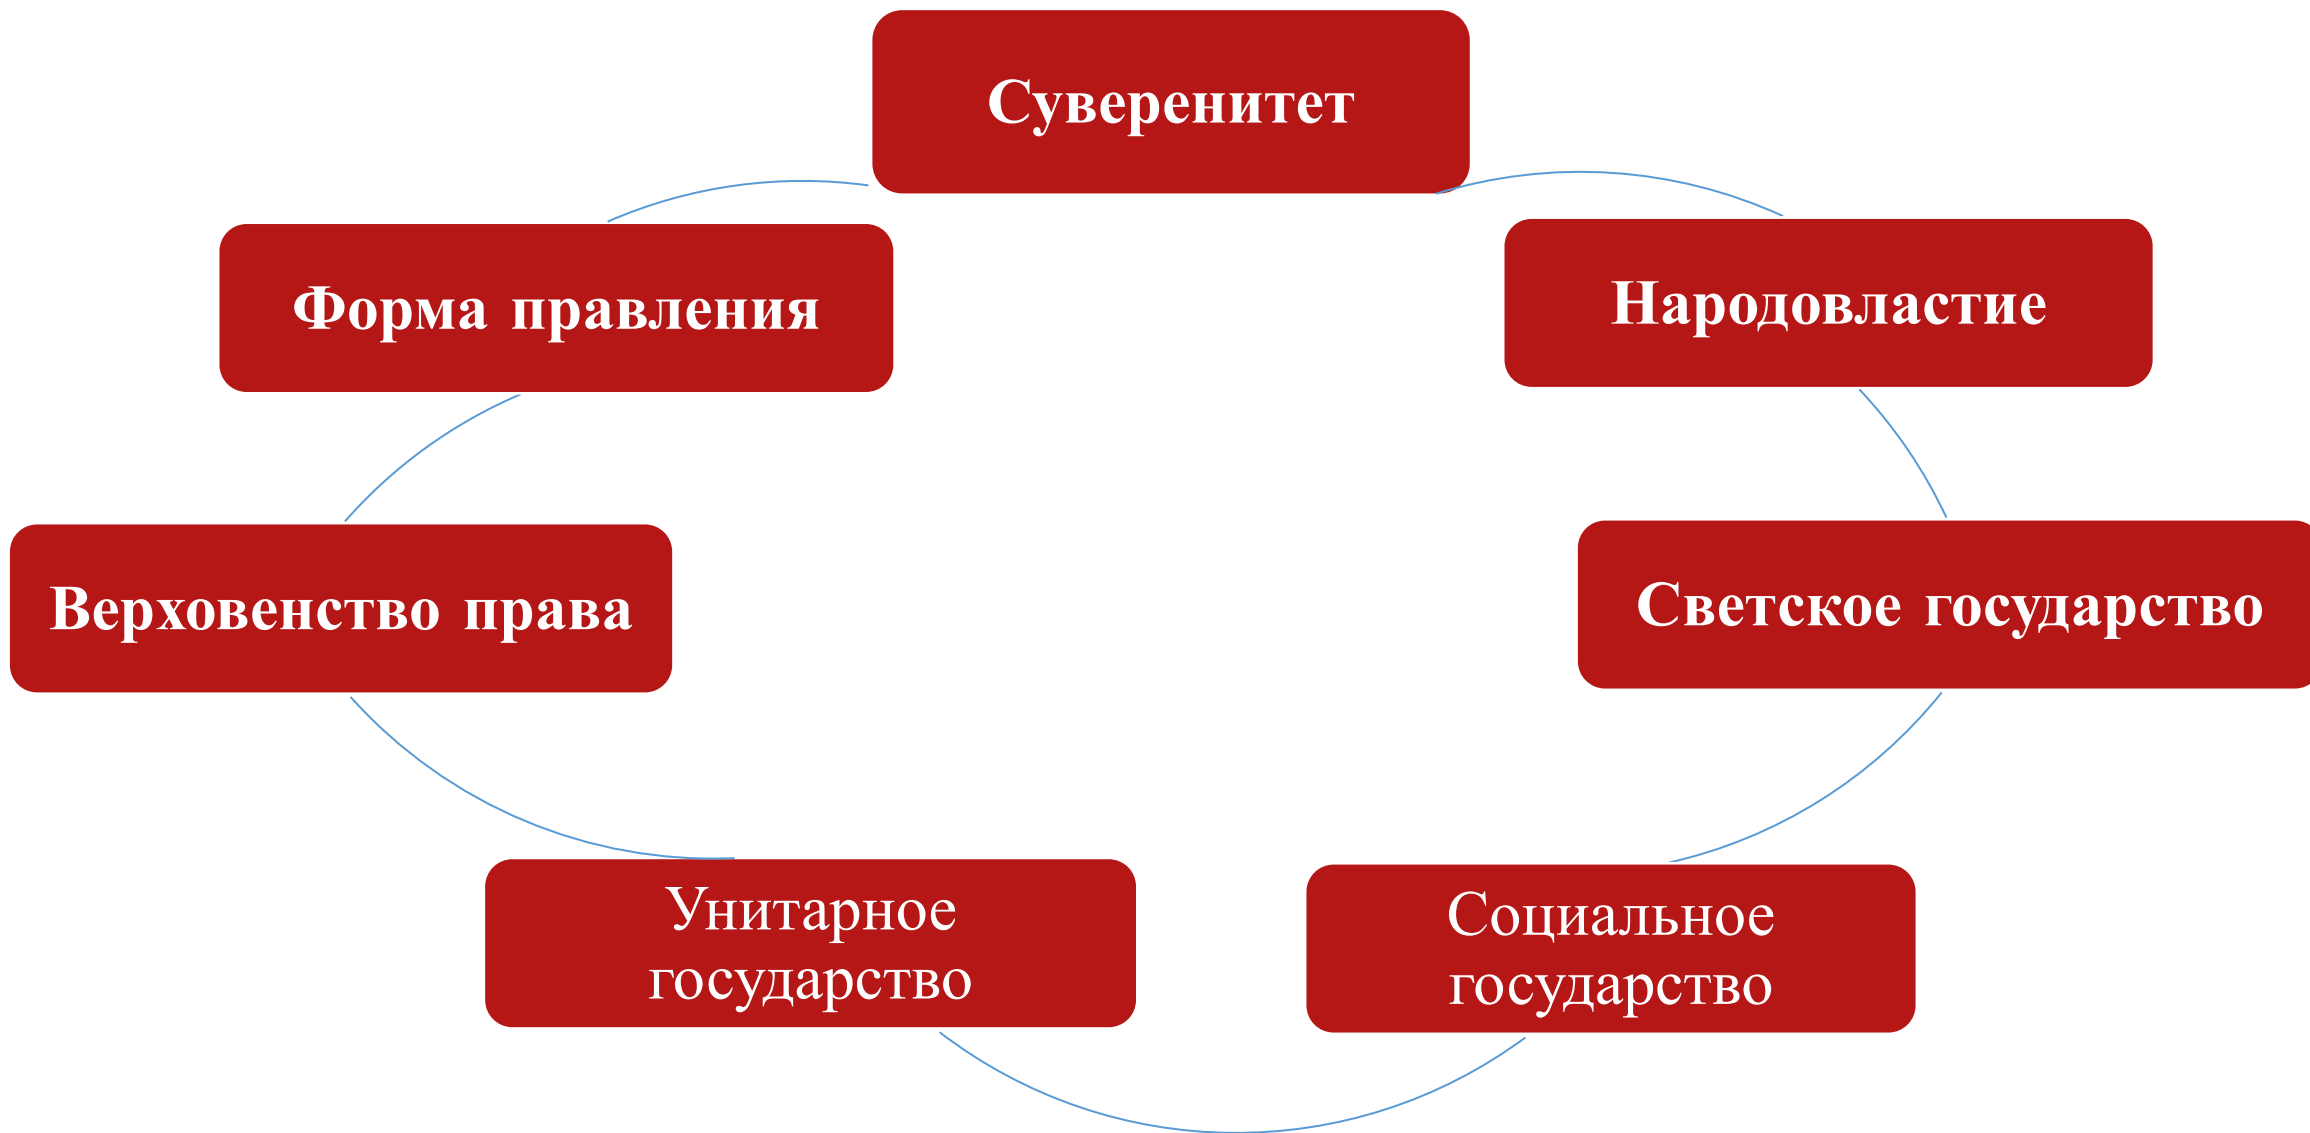 Суверенитет
Форма правления
Народовластие
Верховенство права
Светское государство
Унитарное
государство
Социальное
государство